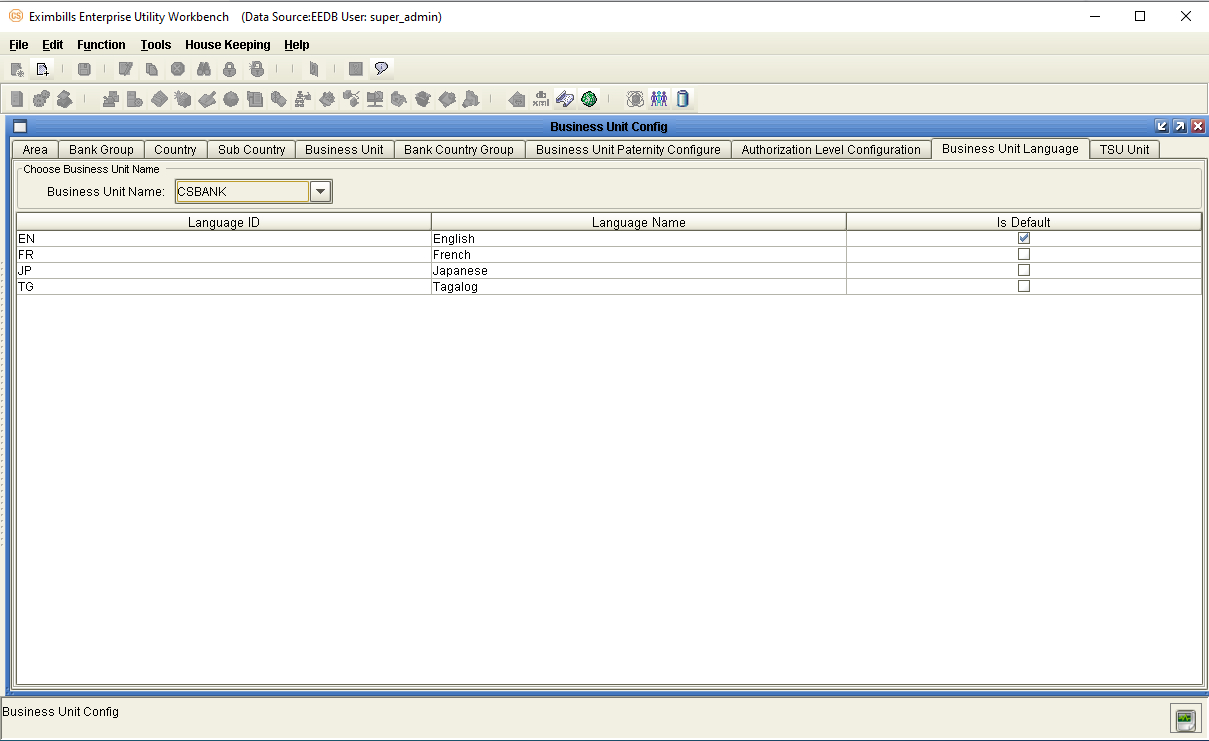 CS Eximbills Enterprise Utility Workbench (Data Source:EEDB User: super_admin)
File Edit Function Tools House Keeping Help
db
xml
Business Unit Config
Area Bank Group Country Sub Country Business Unit Bank Country Group Business Unit Paternity Configure Authorization Level Configuration Business Unit Language TSU Unit
Choose Business Unit Name
Business Unit Name: CSBANK
Language ID Language Name Is Default
EN English
FR French
JP Japanese
TG Tagalog
Business Unit Config